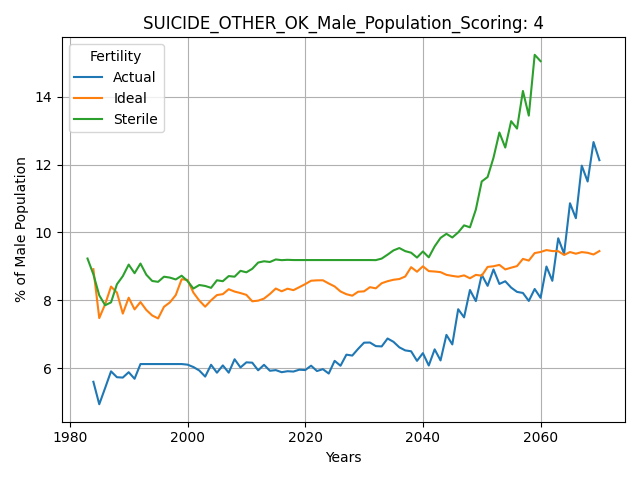 SUICIDE_OTHER_OK_Male_Population_Scoring: 4
Fertility
Actual
Ideal
Sterile
% of Male Population
14
12
10
8
6
1980
2000
2020
2040
2060
Years